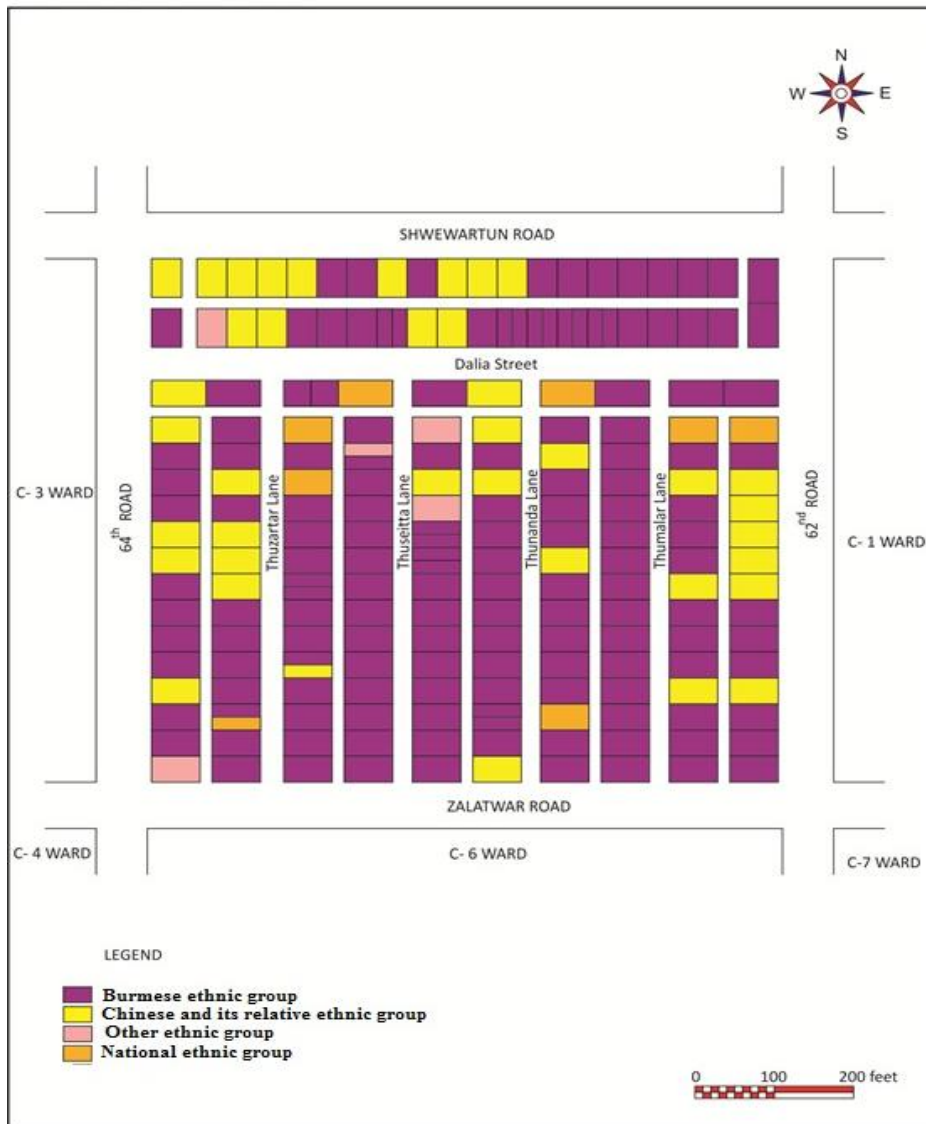 N
W E
S
SHWEWARTUN ROAD
Dalia Street
C- 3 WARD
64th ROAD
Thuzartar Lane
Thuseitta Lane
Thunanda Lane
Thumalar Lane
62nd ROAD
C- 1 WARD
ZALATWAR ROAD
C- 4 WARD
C- 6 WARD
C-7 WARD
LEGEND
Burmese ethnic group
Chinese and its relative ethnic group
Other ethnic group
National ethnic group
0 100 200 feet